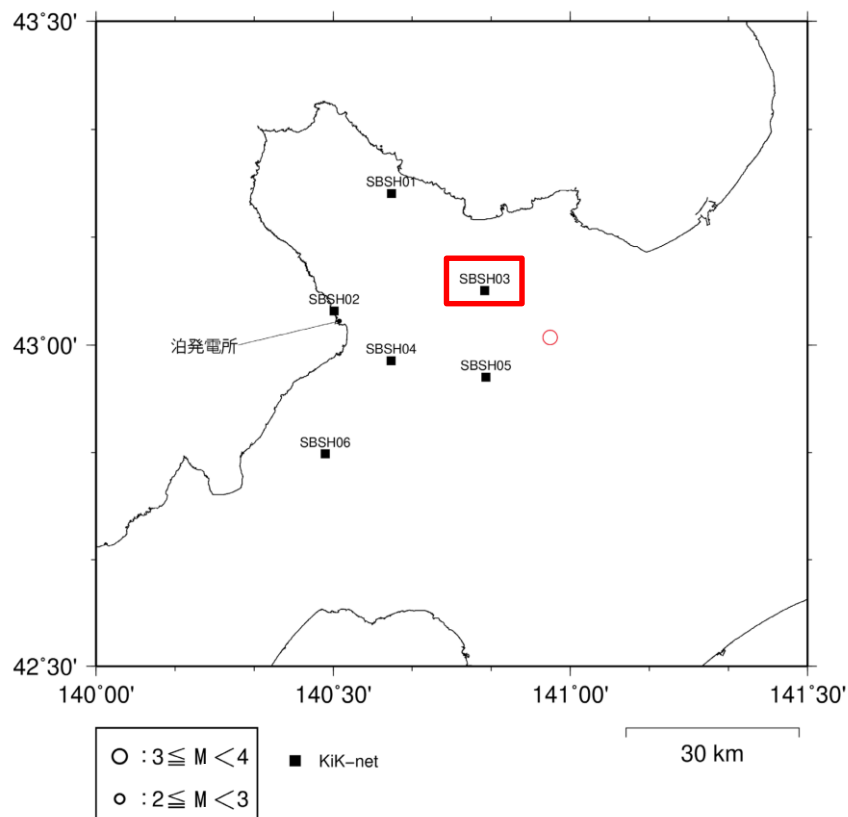 43°30'
SBSH01
SBSH03
SBSH02
泊発電所
43°00'
SBSH04
SBSH05
SBSH06
42°30'
140°00'
140°30'
141°00'
141°30'
○ : 3≦ M <4
■ KiK−net
30 km
○ : 2≦ M <3